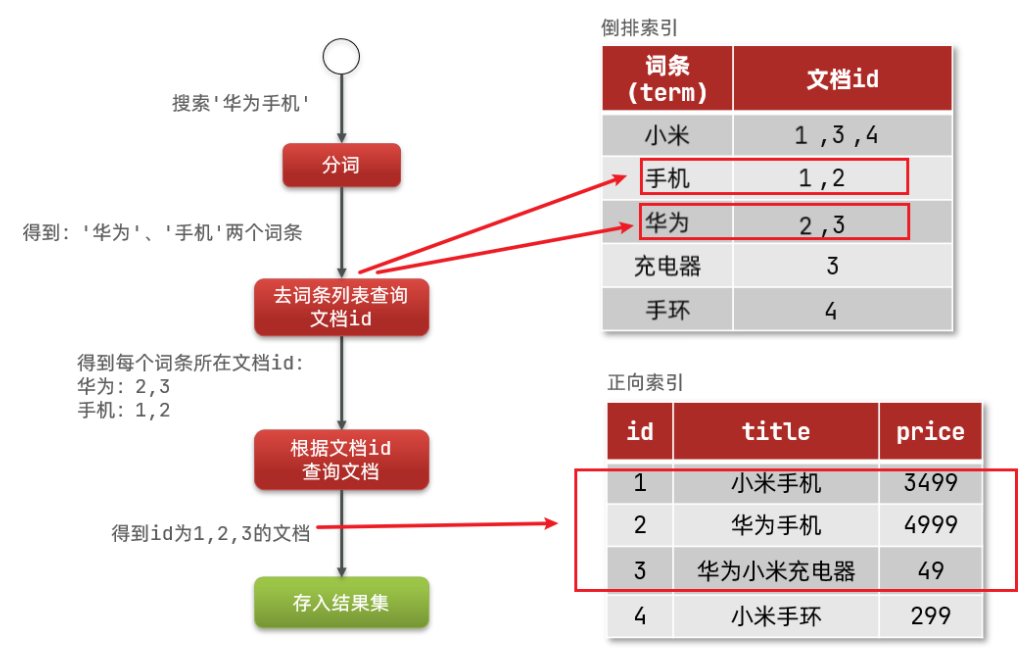 搜索'华为手机'
分词
得到: '华为'、'手机'两个词条
去词条列表查询
文档id
得到每个词条所在文档id:
华为: 2,3
手机: 1,2
根据文档id
查询文档
得到id为1,2,3的文档
存入结果集
倒排索引
词条
(term)
文档id
小米 1 ,3 ,4
手机 1 ,2
华为 2 ,3
充电器 3
手环 4
正向索引
id title price
1 小米手机 3499
2 华为手机 4999
3 华为小米充电器 49
4 小米手环 299